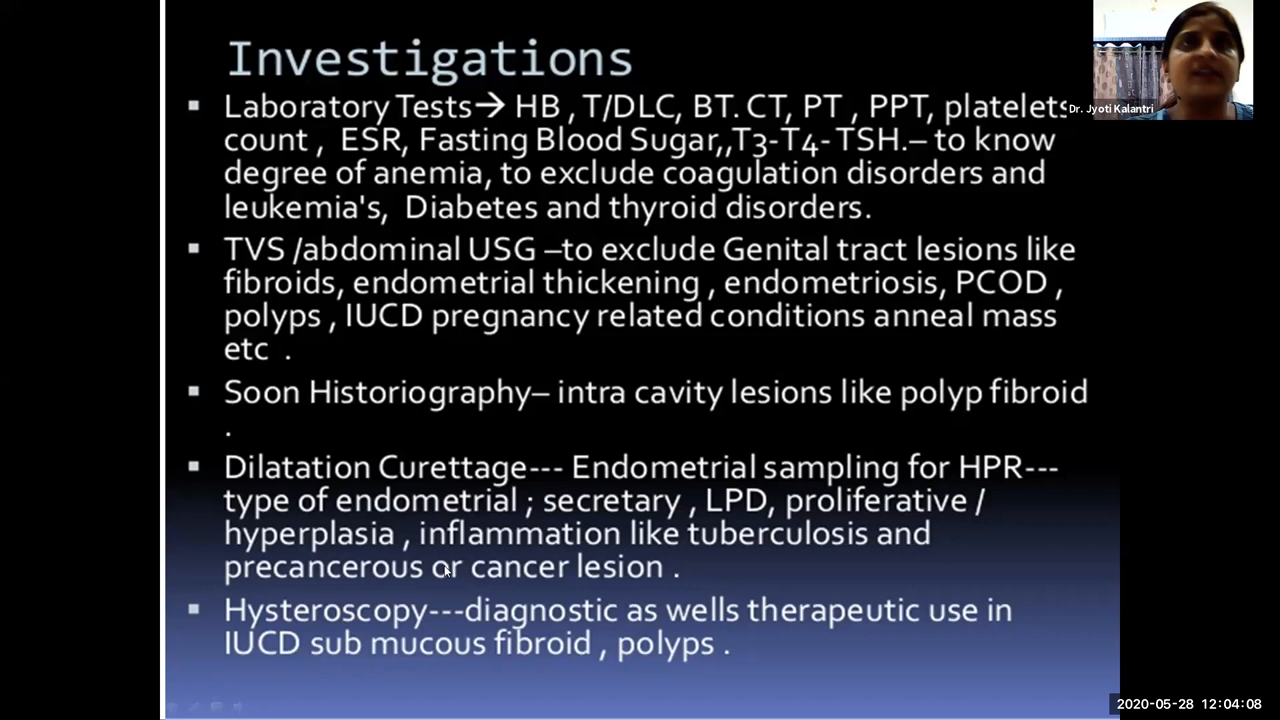 Investigations
Laboratory Tests→ HB , T/DLC, BT. CT, PT , PPT, platelets
count , ESR, Fasting Blood Sugar,,T3-T4- TSH.– to know
degree of anemia, to exclude coagulation disorders and
leukemia's, Diabetes and thyroid disorders.
TVS /abdominal USG –to exclude Genital tract lesions like
fibroids, endometrial thickening , endometriosis, PCOD ,
polyps , IUCD pregnancy related conditions anneal mass
etc .
Soon Historiography– intra cavity lesions like polyp fibroid
.
Dilatation Curettage--- Endometrial sampling for HPR---
type of endometrial ; secretary , LPD, proliferative /
hyperplasia , inflammation like tuberculosis and
precancerous or cancer lesion .
Hysteroscopy---diagnostic as wells therapeutic use in
IUCD sub mucous fibroid , polyps .
Dr. Jyoti Kalantri
2020-05-28 12:04:08